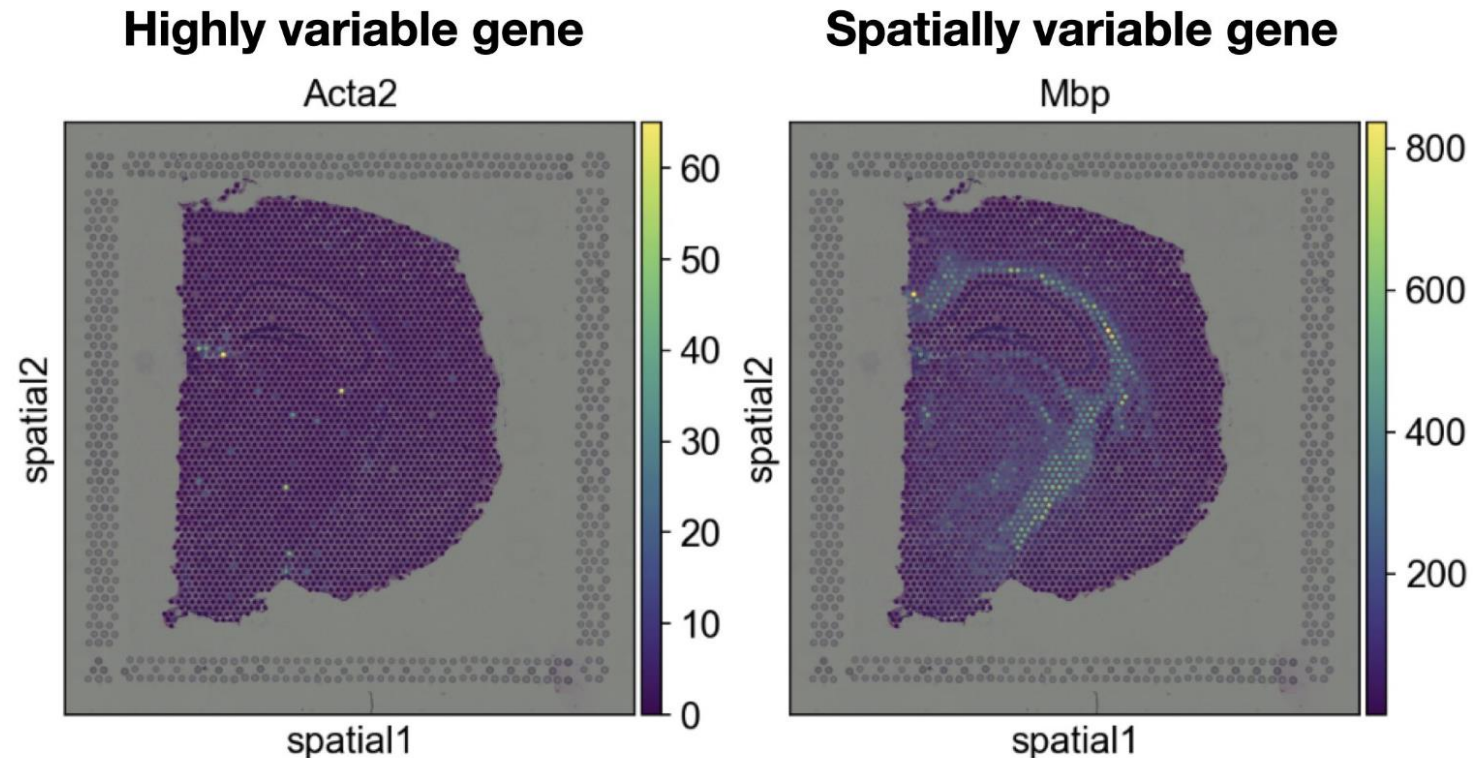 Highly variable gene
Acta2
60
50
40
30
20
10
0
spatial2
spatial1
Spatially variable gene
Mbp
800
600
400
200
spatial2
spatial1